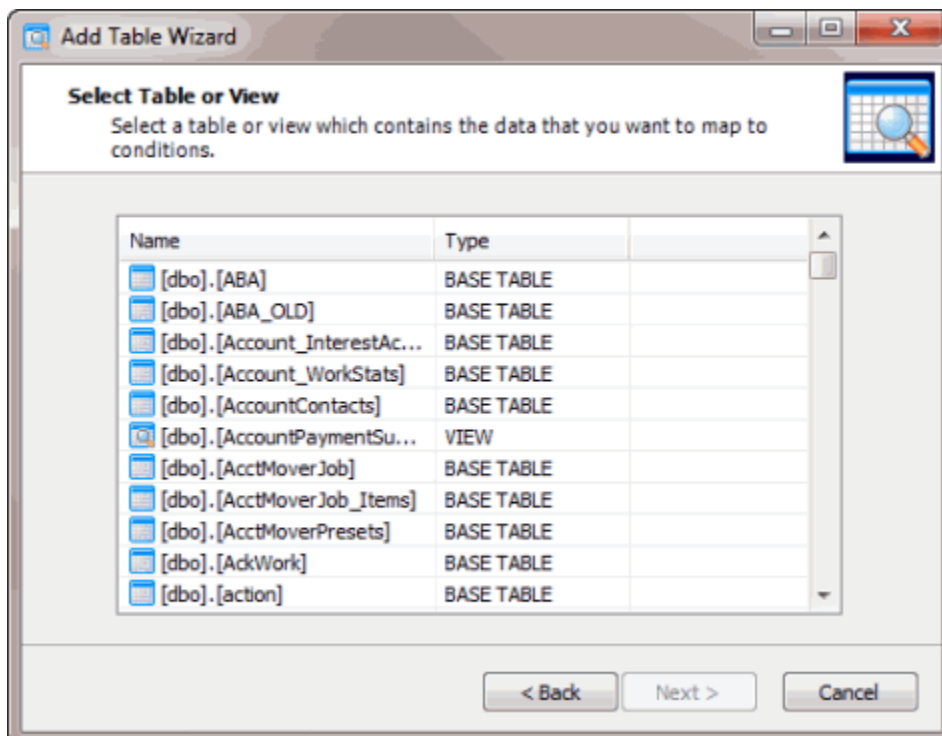 Add Table Wizard
Select Table or View
Select a table or view which contains the data that you want to map to
conditions.
Name Type
[dbo].[ABA] BASE TABLE
[dbo].[ABA_OLD] BASE TABLE
[dbo].[Account_InterestAc... BASE TABLE
[dbo].[Account_WorkStats] BASE TABLE
[dbo].[AccountContacts] BASE TABLE
[dbo].[AccountPaymentSu... VIEW
[dbo].[AcctMoverJob] BASE TABLE
[dbo].[AcctMoverJob_Items] BASE TABLE
[dbo].[AcctMoverPresets] BASE TABLE
[dbo].[AckWork] BASE TABLE
[dbo].[action] BASE TABLE
< Back Next > Cancel